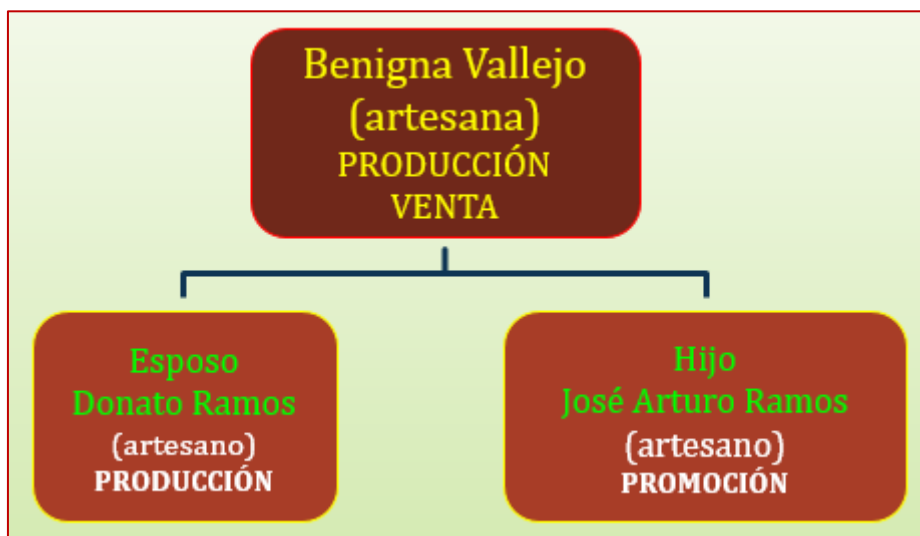 Benigna Vallejo
(artesana)
PRODUCCIÓN
VENTA
Esposo
Donato Ramos
(artesano)
PRODUCCIÓN
Hijo
José Arturo Ramos
(artesano)
PROMOCIÓN